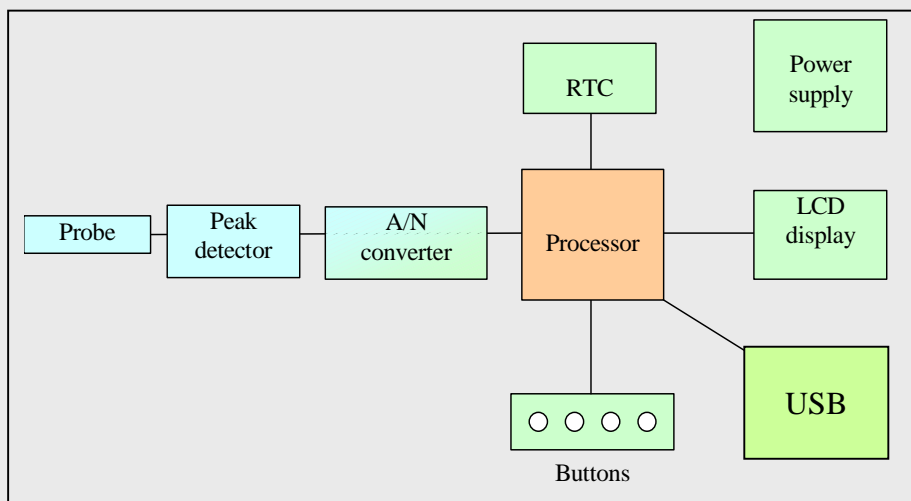 RTC
Power
supply
Probe
Peak
detector
A/N
converter
Processor
LCD
display
USB
Buttons